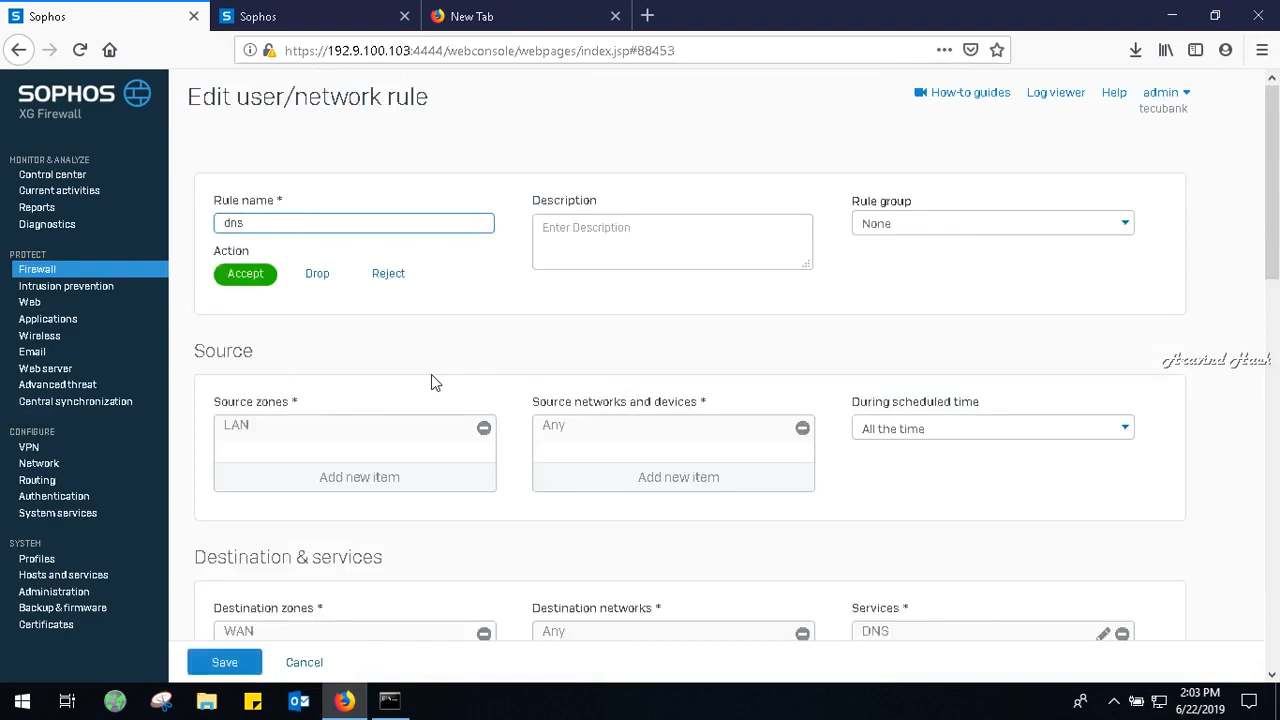 Sophos
Sophos
New Tab
https://192.9.100.103:4444/webconsole/webpages/index.jsp#88453
SOPHOS
XG Firewall
MONITOR & ANALYZE
Control center
Current activities
Reports
Diagnostics
PROTECT
Firewall
Intrusion prevention
Web
Applications
Wireless
Email
Web server
Advanced threat
Central synchronization
CONFIGURE
VPN
Network
Routing
Authentication
System services
SYSTEM
Profiles
Hosts and services
Administration
Backup & firmware
Certificates
Edit user/network rule
How-to guides
Log viewer
Help
admin
tecubank
Rule name *
dns
Action
Accept
Drop
Reject
Description
Enter Description
Rule group
None
Source
Source zones *
LAN
Add new item
Source networks and devices *
Any
Add new item
During scheduled time
All the time
Aravind Hack
Destination & services
Destination zones *
WAN
Destination networks *
Any
Services *
DNS
Save
Cancel
2:03 PM
6/22/2019